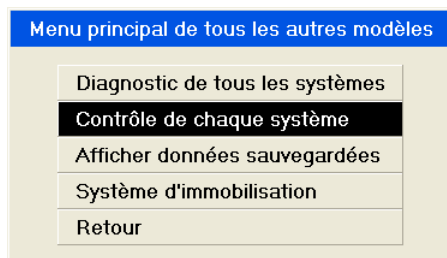 Menu principal de tous les autres modèles
Diagnostic de tous les systèmes
Contrôle de chaque système
Afficher données sauvegardées
Système d'immobilisation
Retour